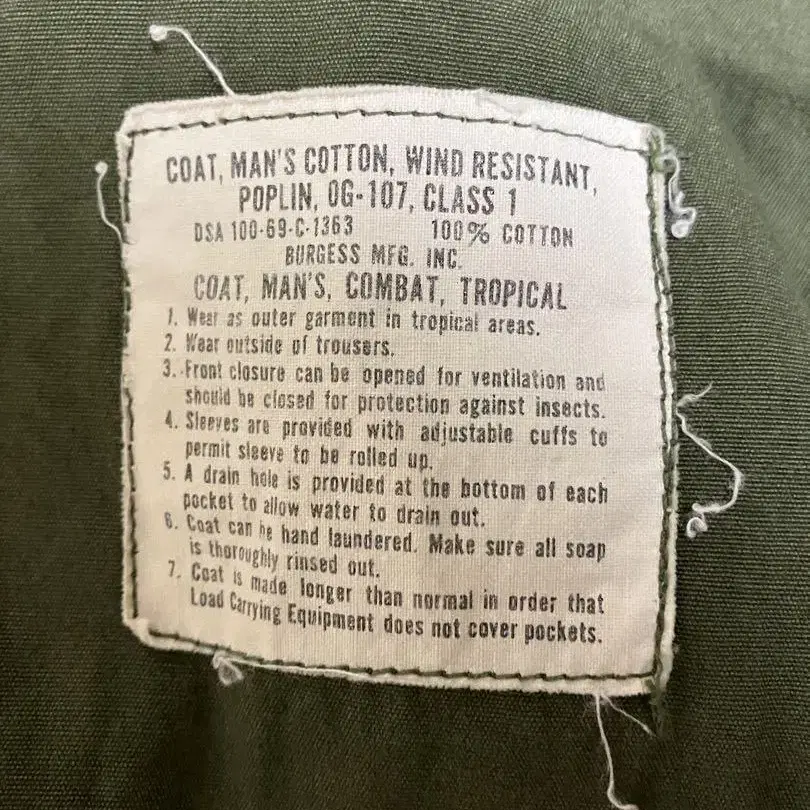 COAT, MAN'S COTTON, WIND RESISTANT,
POPLIN, OG-107, CLASS 1
DSA 100-69-C-1363 100% COTTON
BURGESS MFG. INC.
COAT, MAN'S, COMBAT, TROPICAL
1. Wear as outer garment in tropical areas.
2. Wear outside of trousers.
3. Front closure can be opened for ventilation and
should be closed for protection against insects.
4. Sleeves are provided with adjustable cuffs to
permit sleeve to be rolled up.
5. A drain hole is provided at the bottom of each
pocket to allow water to drain out.
6. Coat can be hand laundered. Make sure all soap
is thoroughly rinsed out.
7. Coat is made longer than normal in order that
Load Carrying Equipment does not cover pockets.